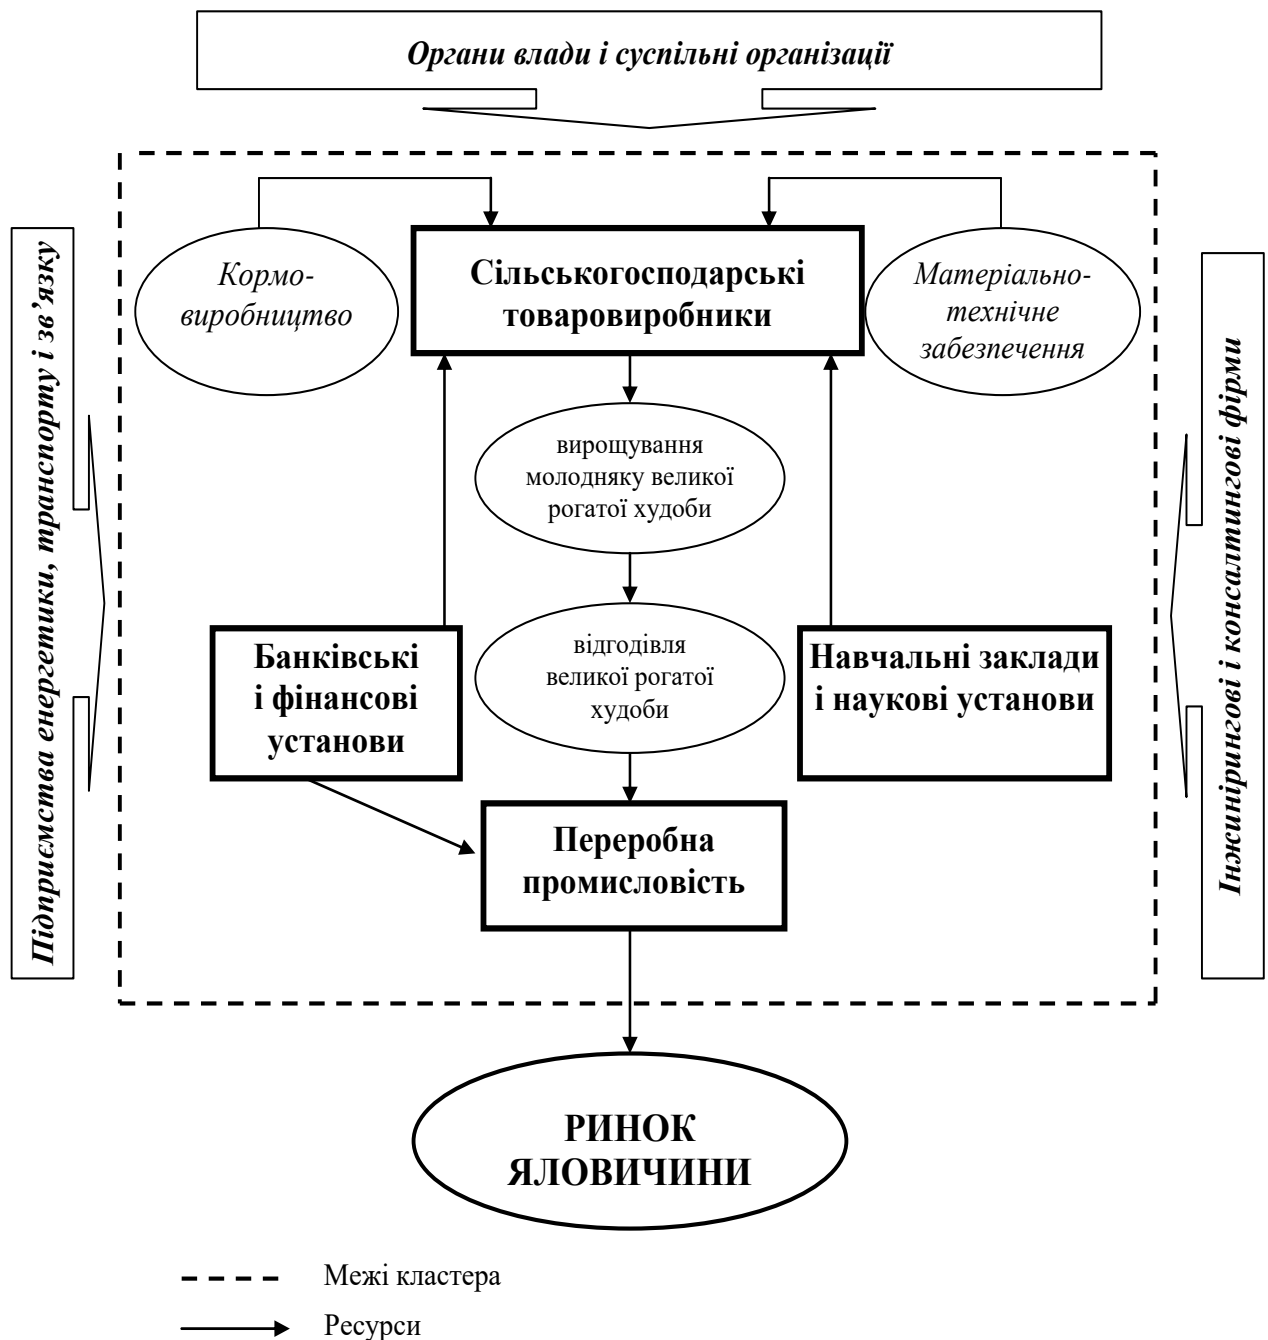 Органи влади і суспільні організації
Підприємства енергетики, транспорту і зв’язку
Кормо-
виробництво
Сільськогосподарські
товаровиробники
Матеріально-
технічне
забезпечення
Інжинірингові і консалтингові фірми
вирощування
молодняку великої
рогатої худоби
Банківські
і фінансові
установи
відгодівля
великої рогатої
худоби
Навчальні заклади
і наукові установи
Переробна
промисловість
РИНОК
ЯЛОВИЧИНИ
Межі кластера
Ресурси